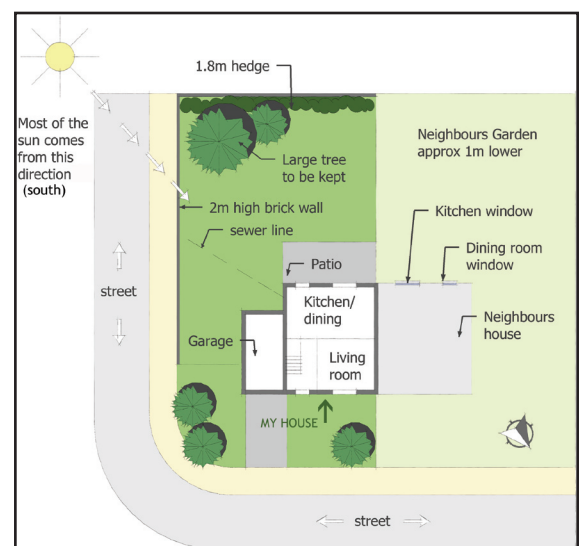 1.8m hedge
Most of the
sun comes
from this
direction
(south)
Neighbours Garden
approx 1m lower
Large tree
to be kept
2m high brick wall
Kitchen window
sewer line
Dining room
window
Patio
street
Kitchen/
dining
Neighbours
house
Garage
Living
room
MY HOUSE
street